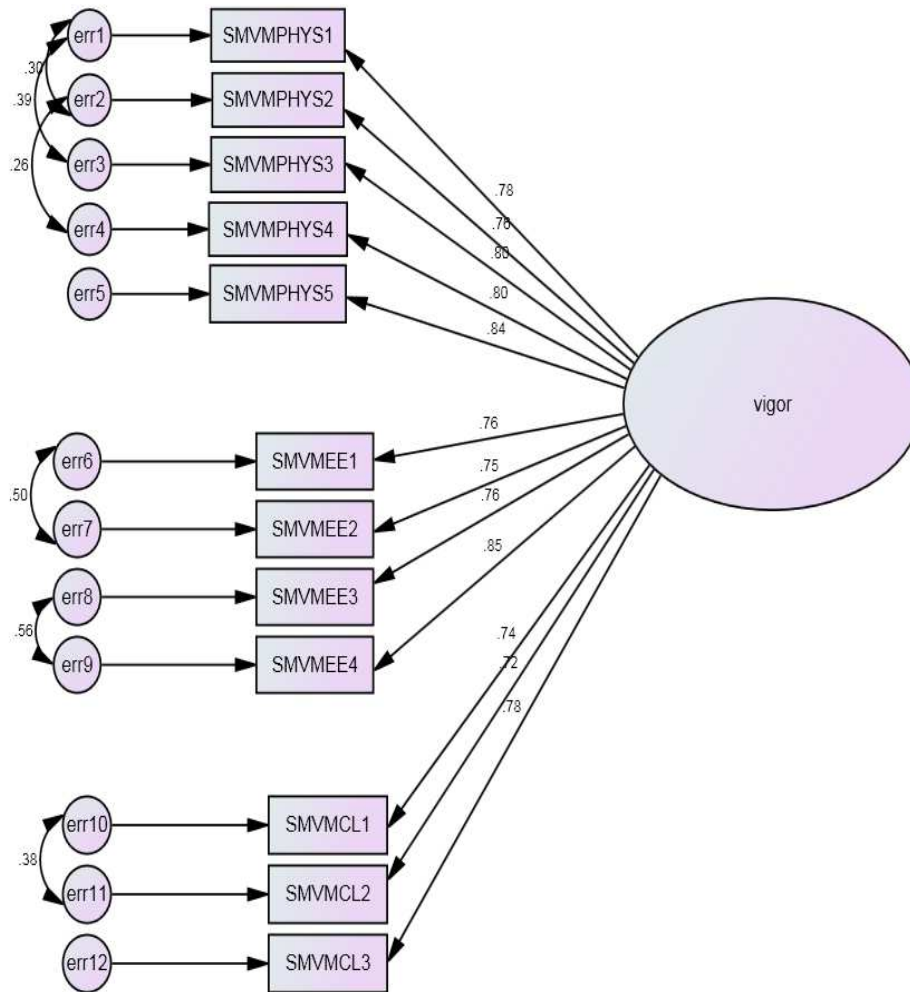 err1 SMVMPHYS1
.30
err2 SMVMPHYS2
.39
err3 SMVMPHYS3
.26
err4 SMVMPHYS4
err5 SMVMPHYS5
.78
.76
.80
.80
.84
vigor
.76
.75
.76
.85
err6 SMVMEE1
.50
err7 SMVMEE2
err8 SMVMEE3
.56
err9 SMVMEE4
.74
.72
.78
err10 SMVMCL1
.38
err11 SMVMCL2
err12 SMVMCL3